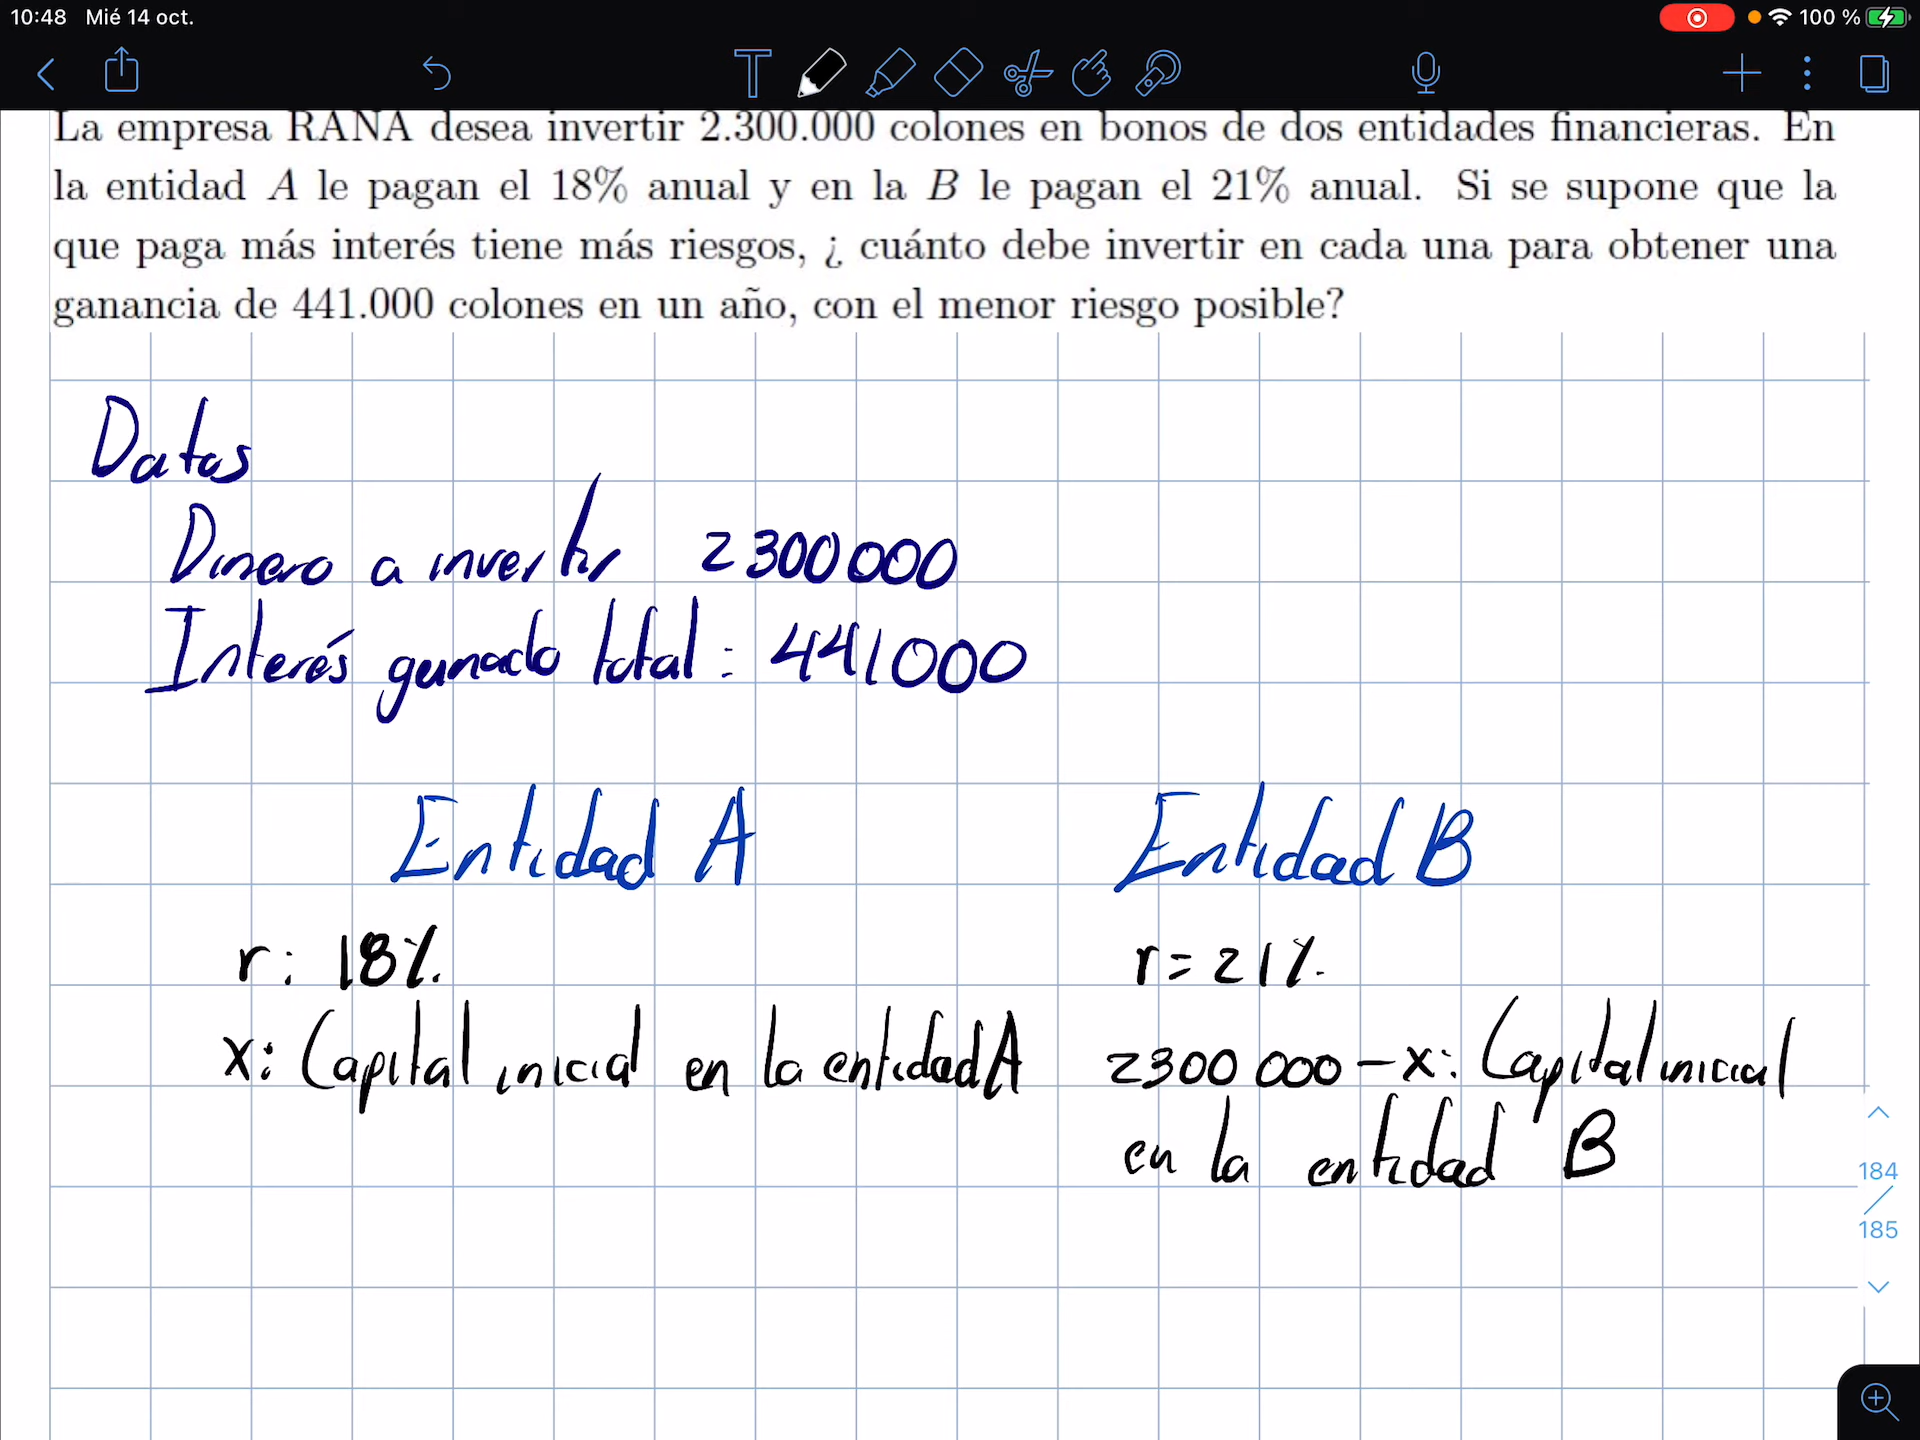 10:48 Mié 14 oct. 100 %
La empresa RANA desea invertir 2.300.000 colones en bonos de dos entidades financieras. En
la entidad A le pagan el 18% anual y en la B le pagan el 21% anual. Si se supone que la
que paga más interés tiene más riesgos, ¿ cuánto debe invertir en cada una para obtener una
ganancia de 441.000 colones en un año, con el menor riesgo posible?
Datos
Dinero a invertir 2300000
Interés ganado total: 441000
Entidad A
Entidad B
r: 18%.
r= 21%.
x: Capital inicial en la entidad A
2300 000 - x: Capital inicial
en la entidad B
184
/
185